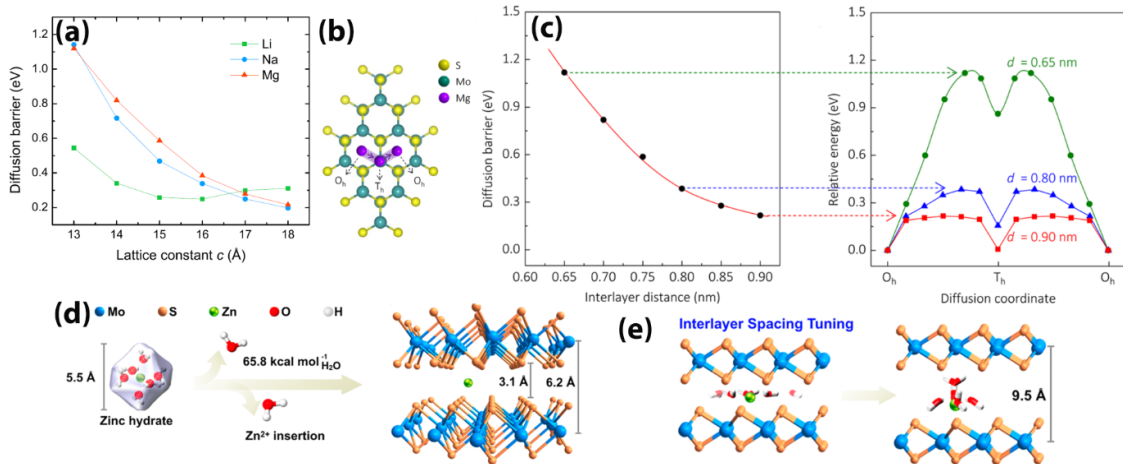 (a)
Diffusion barrier (eV)
1.2
1.0
0.8
0.6
0.4
0.2
13 14 15 16 17 18
Lattice constant c (Å)
Li
Na
Mg
(b)
S
Mo
Mg
Oh Th Oh
(c)
Diffusion barrier (eV)
1.5
1.2
0.9
0.6
0.3
0.0
0.60 0.65 0.70 0.75 0.80 0.85 0.90
Interlayer distance (nm)
Relative energy (eV)
1.5
1.2
0.9
0.6
0.3
0.0
d = 0.65 nm
d = 0.80 nm
d = 0.90 nm
Oh Th Oh
Diffusion coordinate
(d)
Mo S Zn O H
5.5 Å
Zinc hydrate
65.8 kcal mol-1H2O
Zn2+ insertion
3.1 Å
6.2 Å
(e)
Interlayer Spacing Tuning
9.5 Å